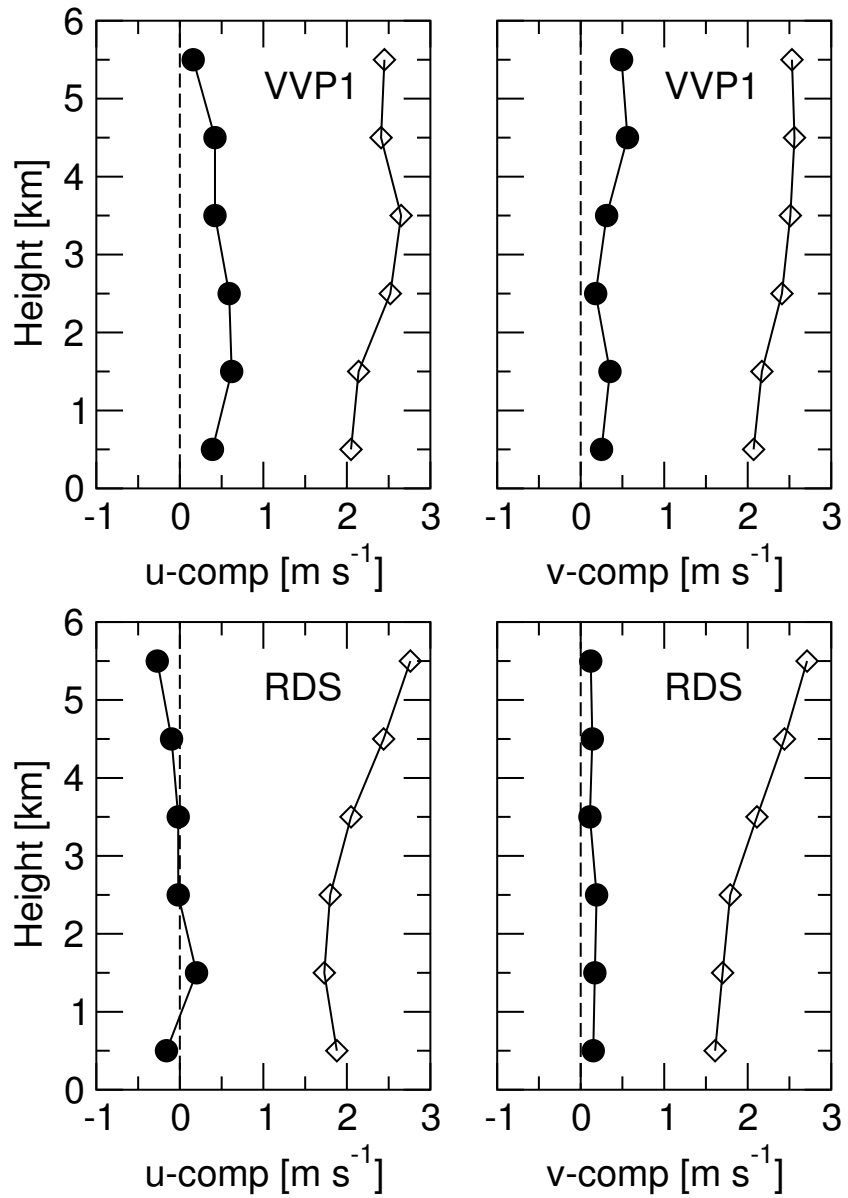 6
5
4
3
2
1
0
Height [km]
VVP1
-1 0 1 2 3
u-comp [m s-1]
VVP1
-1 0 1 2 3
v-comp [m s-1]
6
5
4
3
2
1
0
Height [km]
RDS
-1 0 1 2 3
u-comp [m s-1]
RDS
-1 0 1 2 3
v-comp [m s-1]